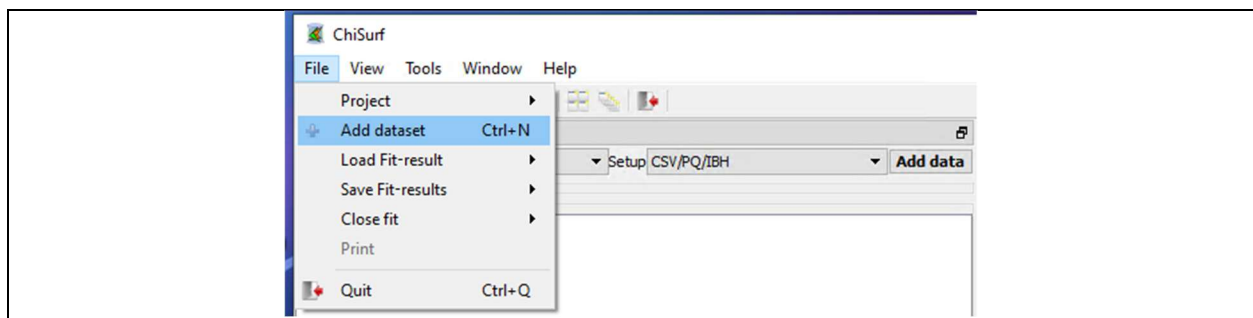 ChiSurf
File View Tools Window Help
Project
Add dataset Ctrl+N
Setup CSV/PQ/IBH Add data
Load Fit-result
Save Fit-results
Close fit
Print
Quit Ctrl+Q